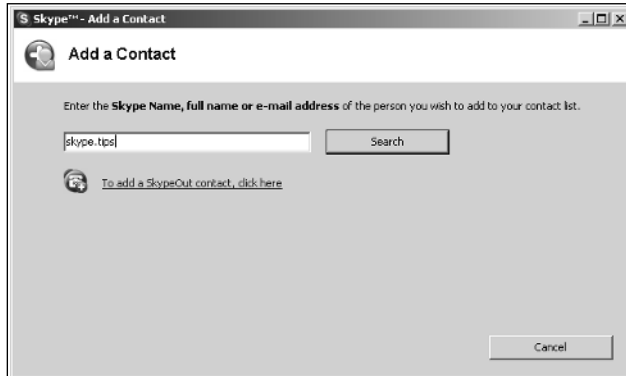 Skype™ - Add a Contact
Add a Contact
Enter the Skype Name, full name or e-mail address of the person you wish to add to your contact list.
skype.tips
Search
To add a SkypeOut contact, click here
Cancel